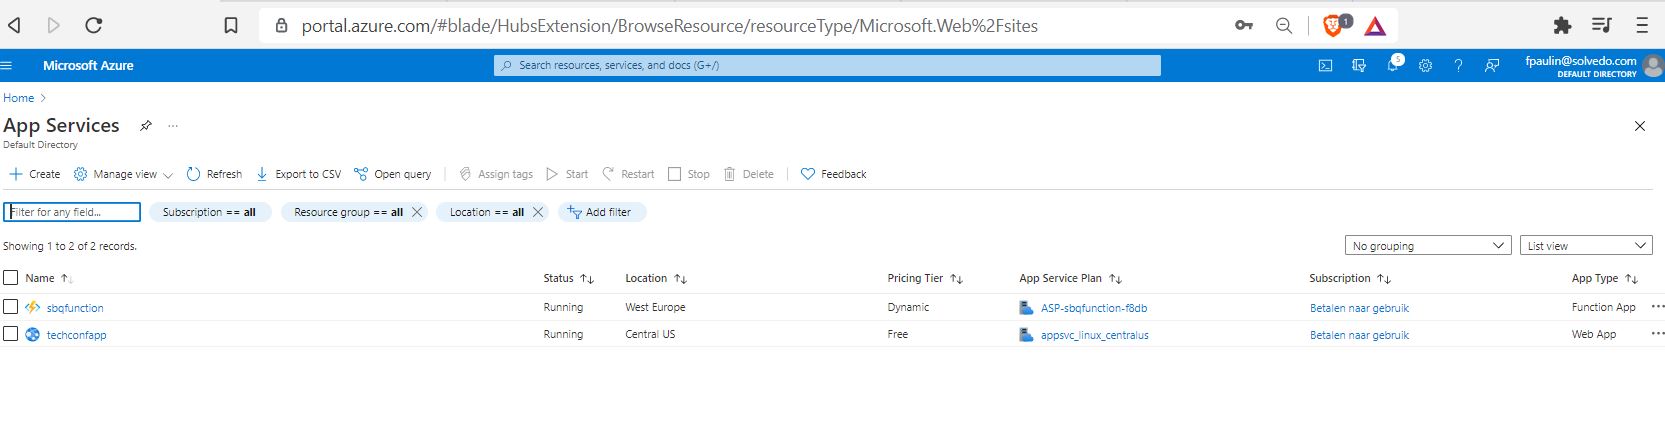 portal.azure.com/#blade/HubsExtension/BrowseResource/resourceType/Microsoft.Web%2Fsites 1
Microsoft Azure Search resources, services, and docs (G+/) 5 fpaulin@solvedo.com
DEFAULT DIRECTORY
Home
App Services ...
Default Directory
Create Manage view Refresh Export to CSV Open query Assign tags Start Restart Stop Delete Feedback
Filter for any field... Subscription == all Resource group == all Location == all Add filter
Showing 1 to 2 of 2 records. No grouping List view
Name Status Location Pricing Tier App Service Plan Subscription App Type
sbqfunction Running West Europe Dynamic ASP-sbqfunction-f8db Betalen naar gebruik Function App ...
techconfapp Running Central US Free appsvc_linux_centralus Betalen naar gebruik Web App ...